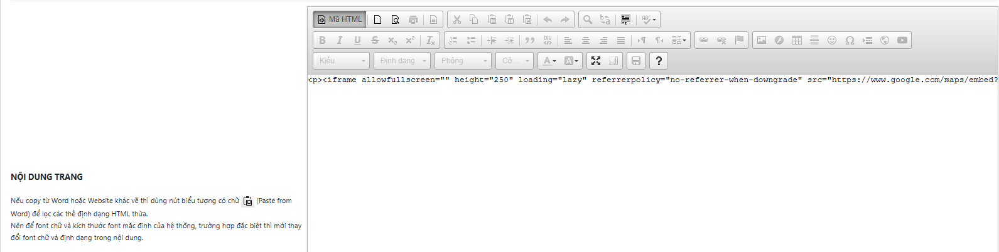 Mã HTML
Kiểu
Định dạng
Phông
Cỡ...
<p><iframe allowfullscreen="" height="250" loading="lazy" referrerpolicy="no-referrer-when-downgrade" src="https://www.google.com/maps/embed?
NỘI DUNG TRANG
Nếu copy từ Word hoặc Website khác về thì dùng nút biểu tượng có chữ (Paste from
Word) để lọc các thẻ định dạng HTML thừa.
Nên để font chữ và kích thước font mặc định của hệ thống, trường hợp đặc biệt thì mới thay
đổi font chữ và định dạng trong nội dung.